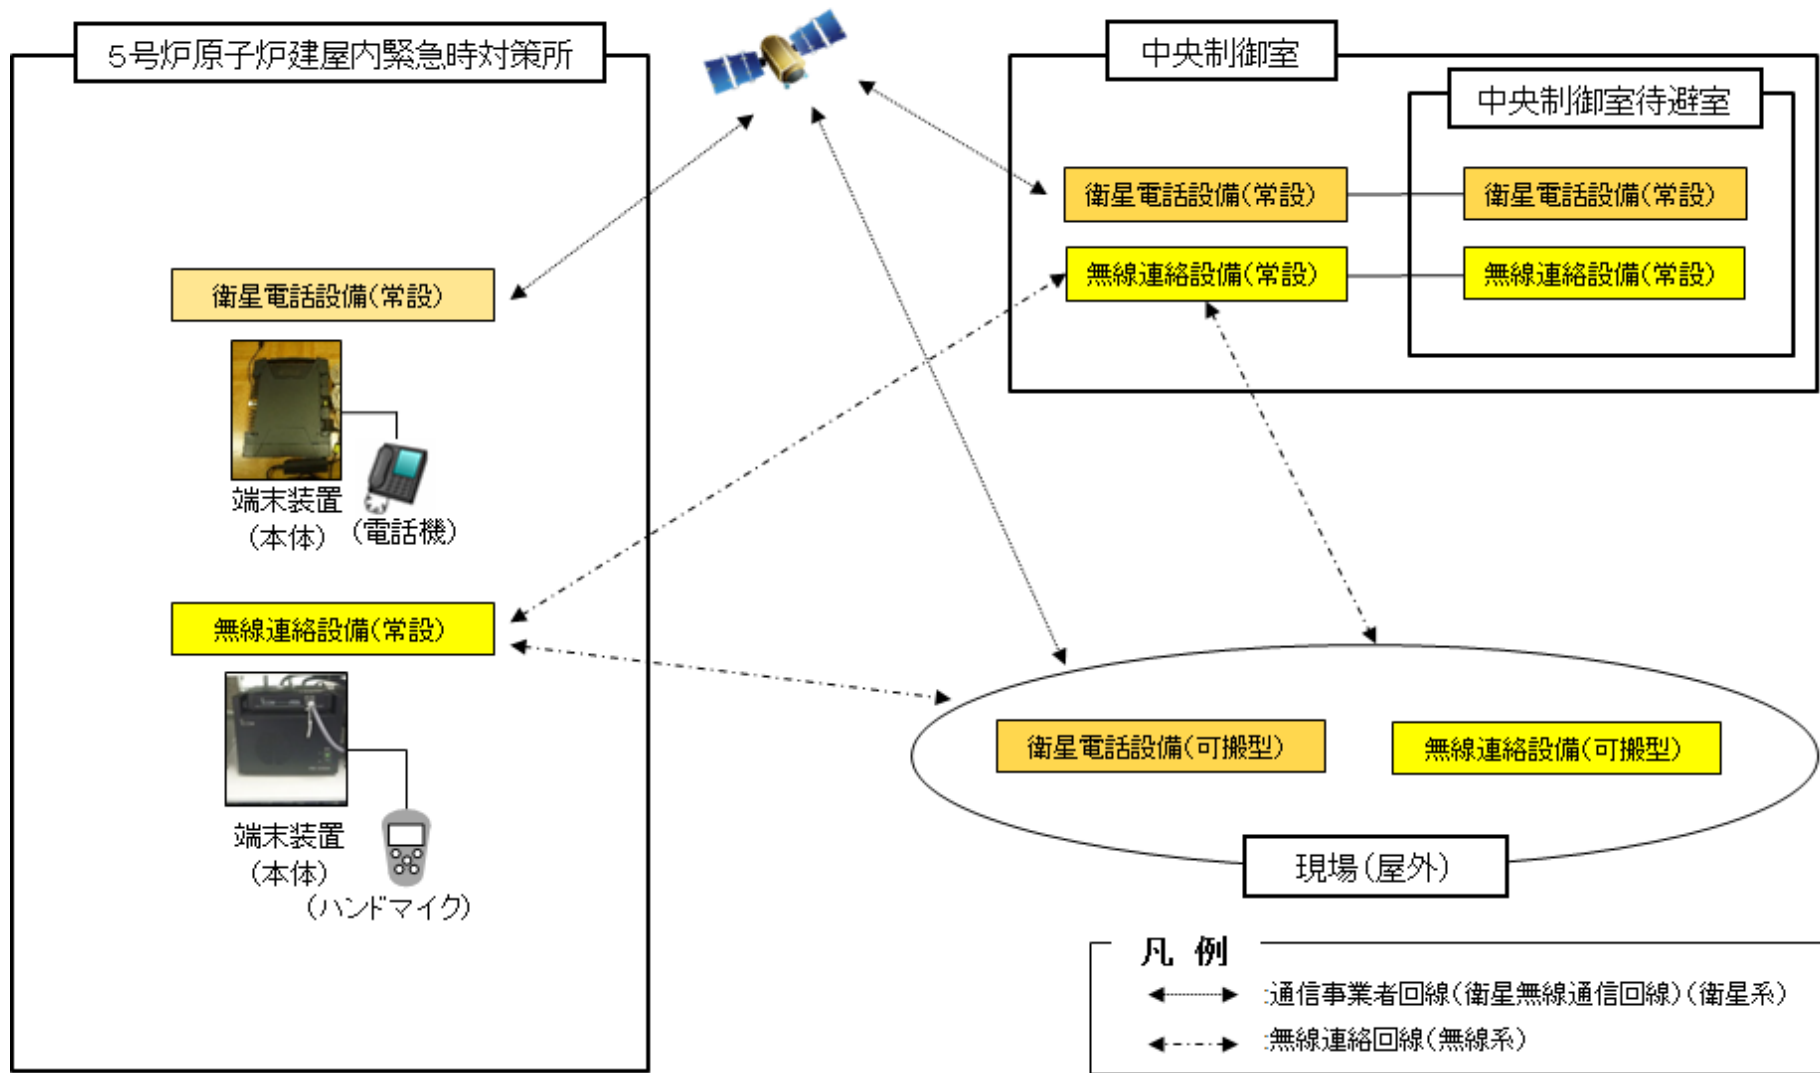 5号炉原子炉建屋内緊急時対策所
衛星電話設備(常設)
端末装置
(本体)
(電話機)
無線連絡設備(常設)
端末装置
(本体)
(ハンドマイク)
中央制御室
中央制御室待避室
衛星電話設備(常設)
衛星電話設備(常設)
無線連絡設備(常設)
無線連絡設備(常設)
衛星電話設備(可搬型)
無線連絡設備(可搬型)
現場(屋外)
凡 例
:通信事業者回線(衛星無線通信回線)(衛星系)
:無線連絡回線(無線系)